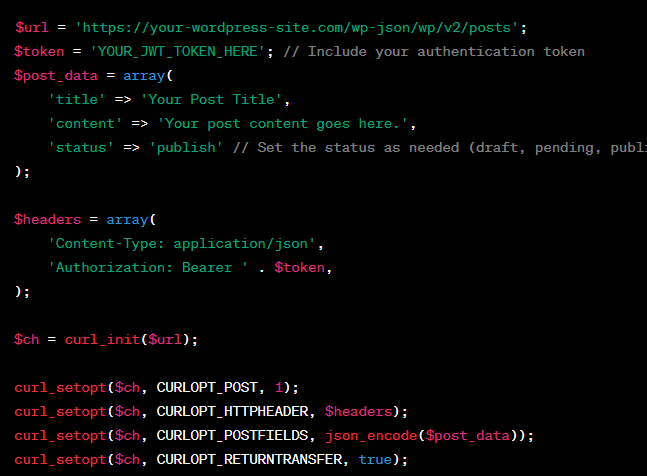 $url = 'https://your-wordpress-site.com/wp-json/wp/v2/posts';
$token = 'YOUR_JWT_TOKEN_HERE'; // Include your authentication token
$post_data = array(
    'title' => 'Your Post Title',
    'content' => 'Your post content goes here.',
    'status' => 'publish' // Set the status as needed (draft, pending, publi
);

$headers = array(
    'Content-Type: application/json',
    'Authorization: Bearer ' . $token,
);

$ch = curl_init($url);

curl_setopt($ch, CURLOPT_POST, 1);
curl_setopt($ch, CURLOPT_HTTPHEADER, $headers);
curl_setopt($ch, CURLOPT_POSTFIELDS, json_encode($post_data));
curl_setopt($ch, CURLOPT_RETURNTRANSFER, true);